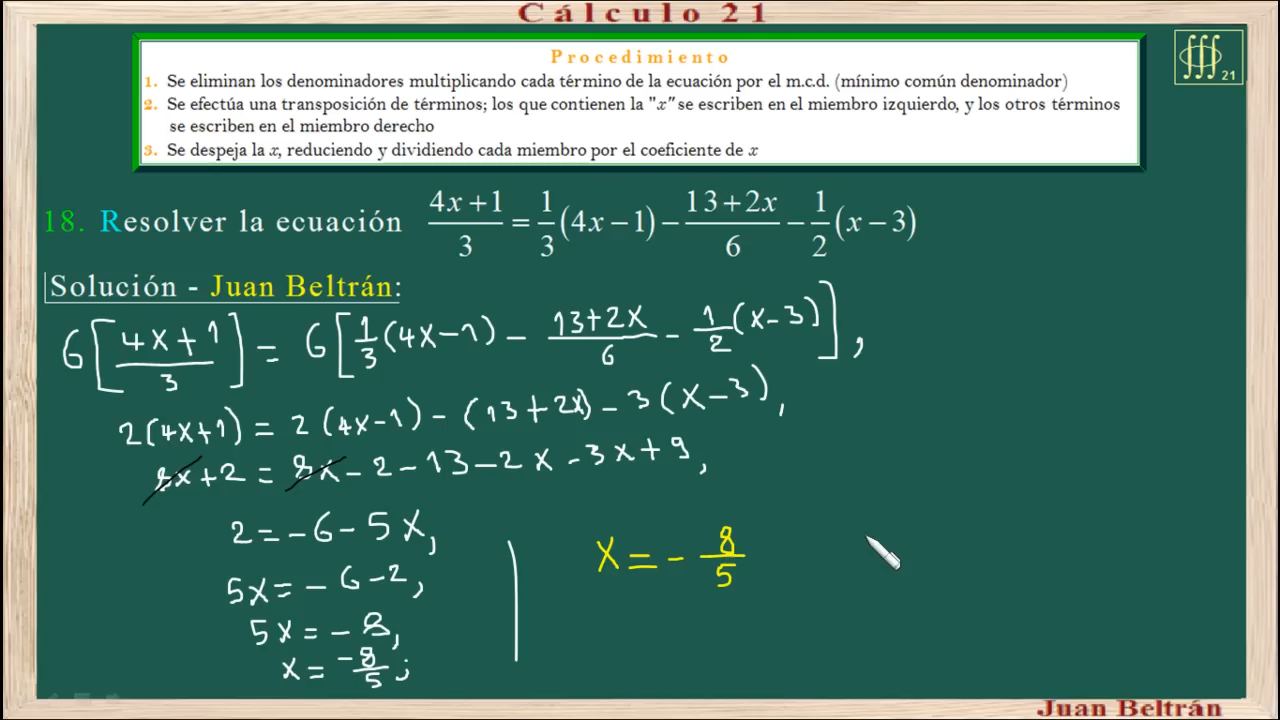 Cálculo 21
Procedimiento
1. Se eliminan los denominadores multiplicando cada término de la ecuación por el m.c.d. (mínimo común denominador)
2. Se efectúa una transposición de términos; los que contienen la "x" se escriben en el miembro izquierdo, y los otros términos
se escriben en el miembro derecho
3. Se despeja la x, reduciendo y dividiendo cada miembro por el coeficiente de x
∫∫∫ 21
18. Resolver la ecuación (4x+1)/3 = 1/3(4x−1) − (13+2x)/6 − 1/2(x−3)
Solución - Juan Beltrán:
6[(4x+1)/3] = 6[1/3(4x−1) − (13+2x)/6 − 1/2(x−3)],
2(4x+1) = 2(4x−1) − (13+2x) − 3(x−3),
8x+2 = 8x−2−13−2x−3x+9,
2=−6−5x,
5x=−6−2,
5x=−8,
x=−8/5;
x=−8/5
Juan Beltrán